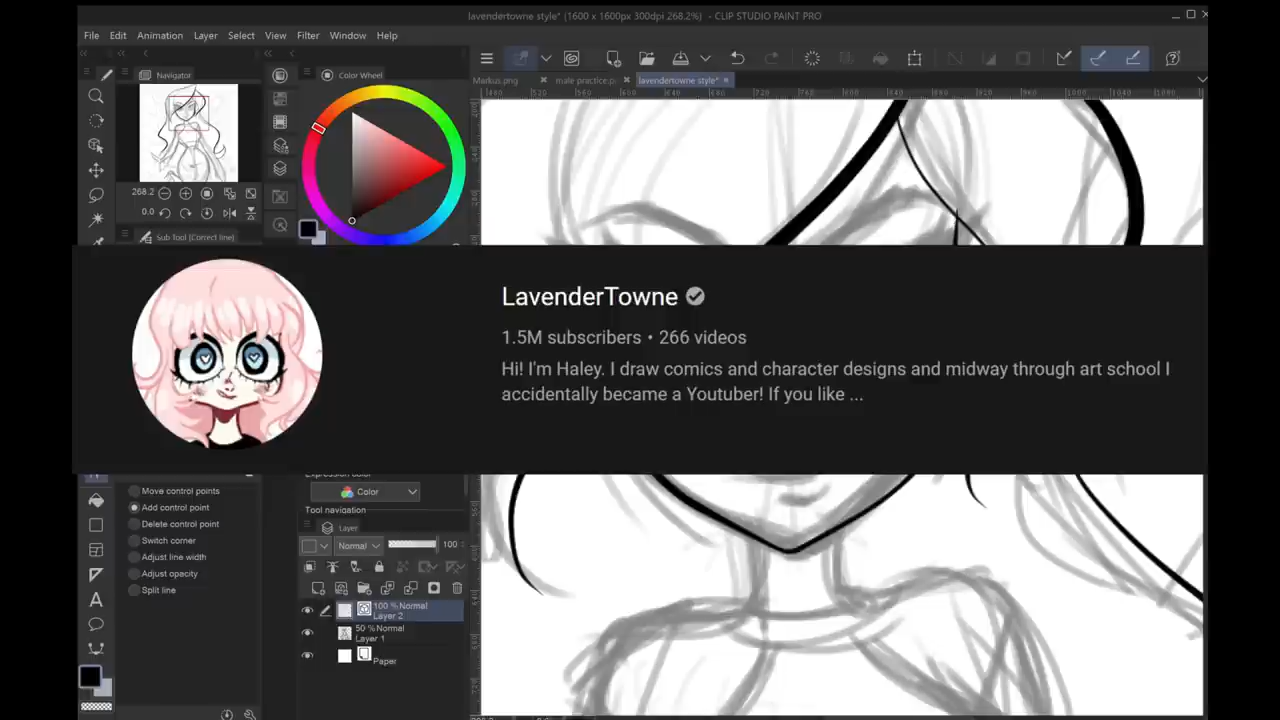 lavendertowne style* (1600 x 1600px 300dpi 268.2%) - CLIP STUDIO PAINT PRO
File Edit Animation Layer Select View Filter Window Help
Navigator
Color Wheel
Markus.png
male practice.p
lavendertowne style*
268.2
0.0
Sub Tool (Correct line)
LavenderTowne
1.5M subscribers • 266 videos
Hi! I'm Haley. I draw comics and character designs and midway through art school I
accidentally became a Youtuber! If you like ...
Move control points
Add control point
Delete control point
Switch corner
Adjust line width
Adjust opacity
Split line
Expression color
Color
Tool navigation
Layer
Normal
100
100 % Normal
Layer 2
50 % Normal
Layer 1
Paper